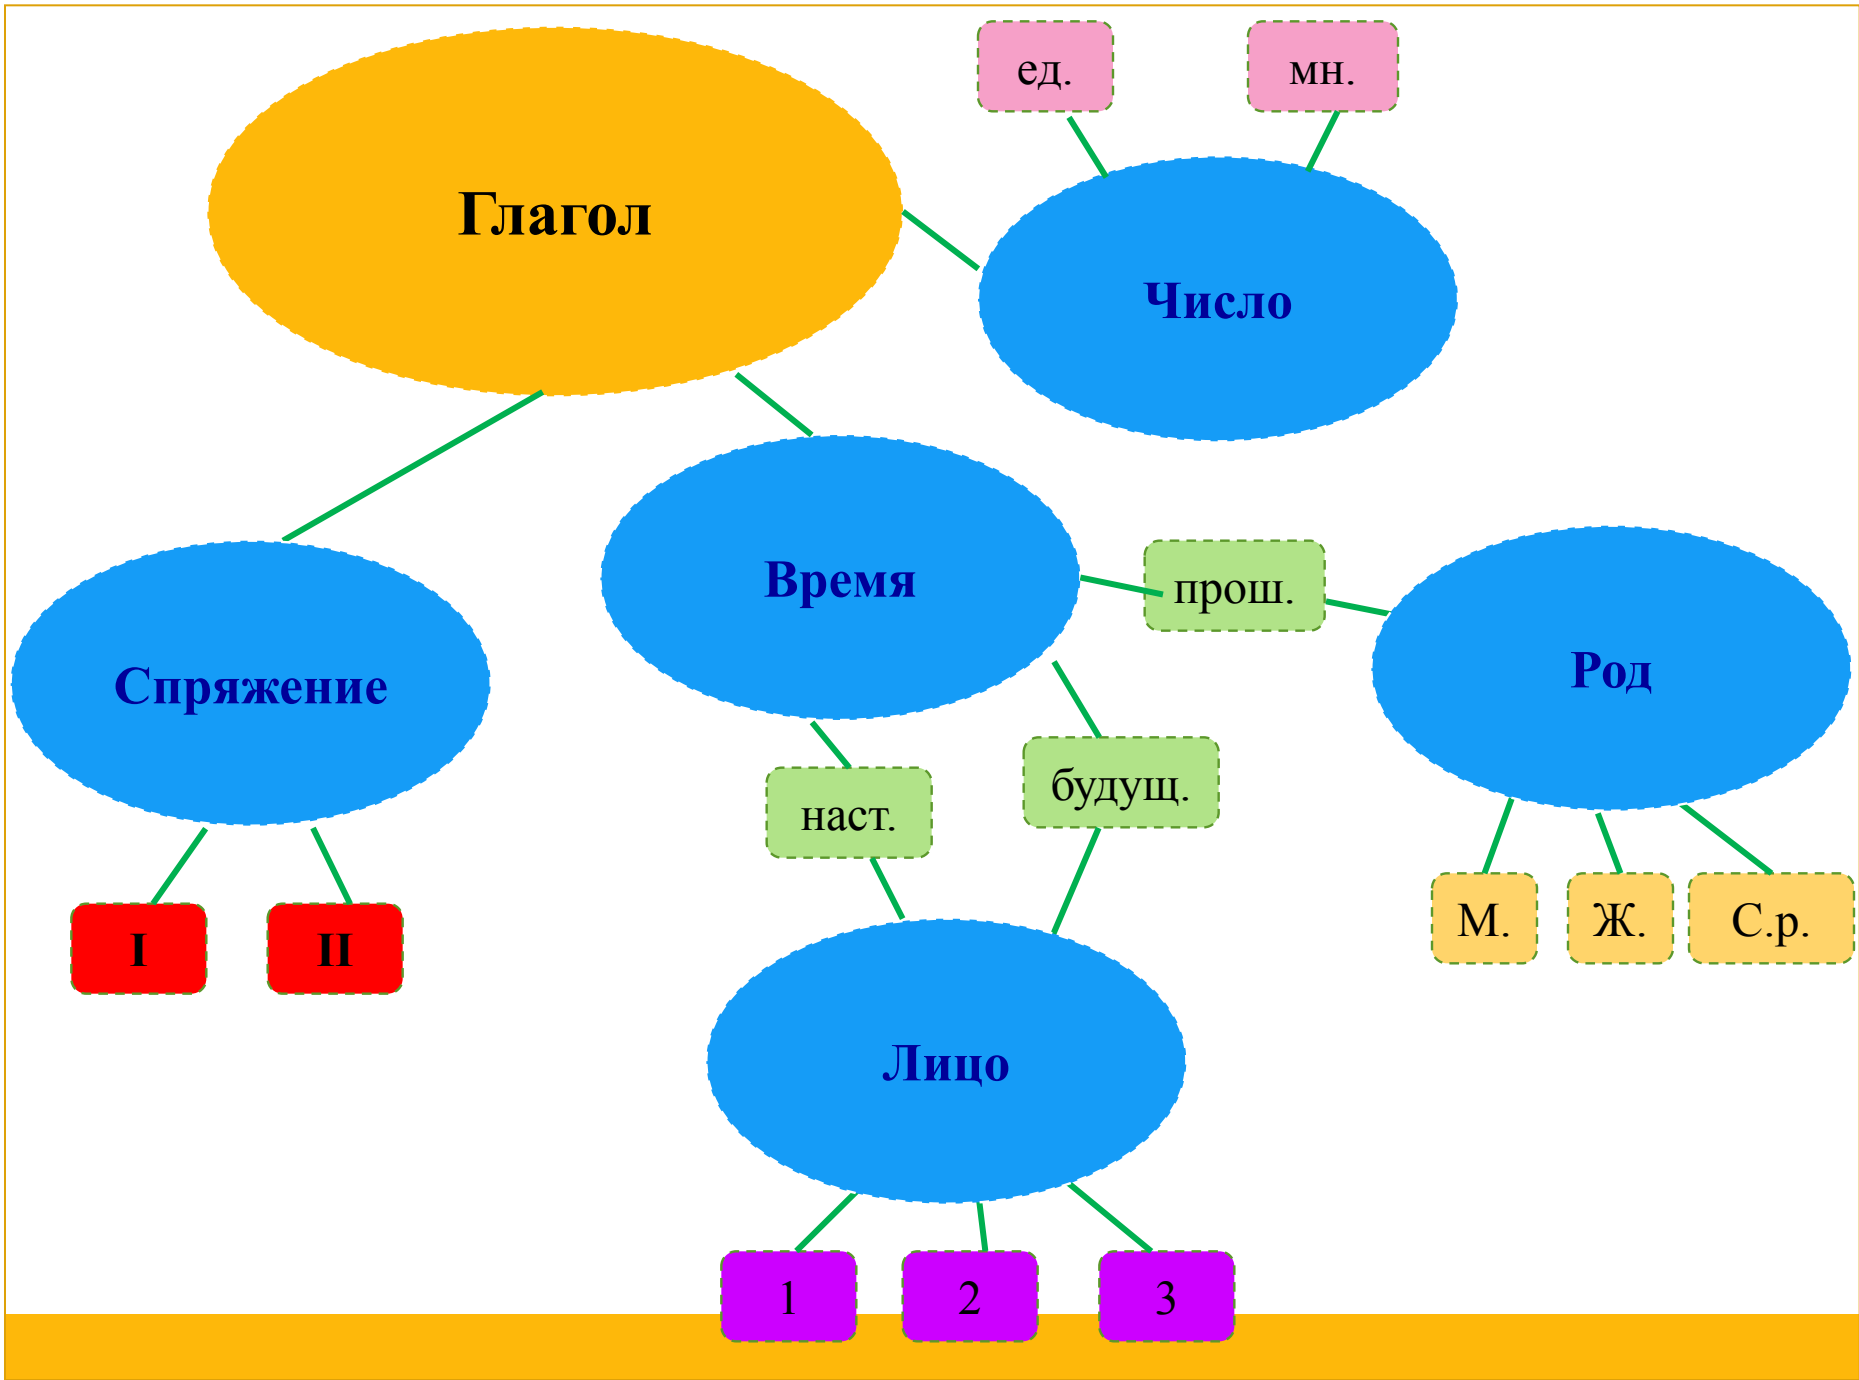 ед.
мн.
Глагол
Число
Время
прош.
Род
Спряжение
наст.
будущ.
М.
Ж.
С.р.
I
II
Лицо
1
2
3